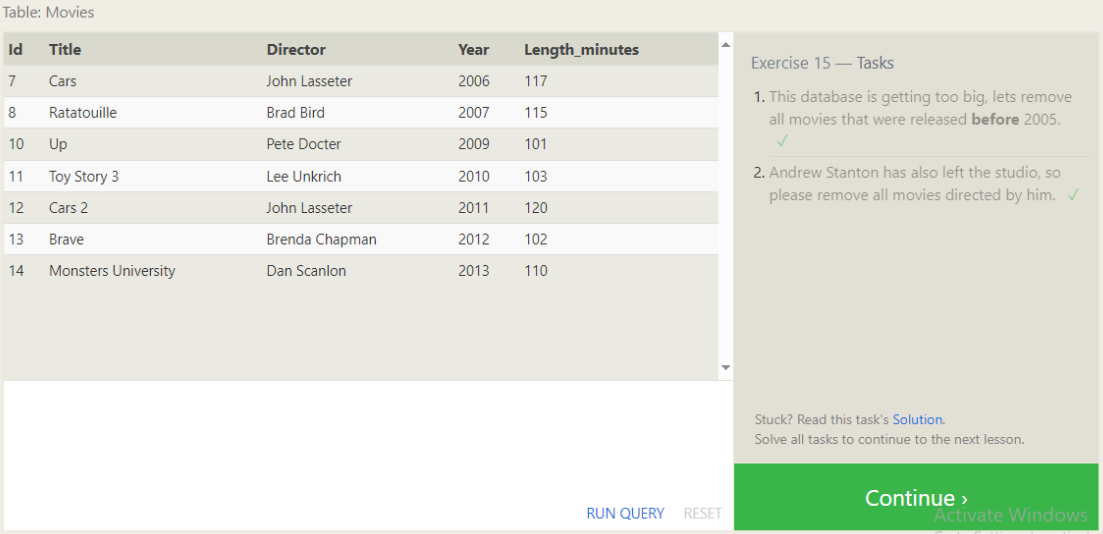 Table: Movies
Id Title Director Year Length_minutes
7 Cars John Lasseter 2006 117
8 Ratatouille Brad Bird 2007 115
10 Up Pete Docter 2009 101
11 Toy Story 3 Lee Unkrich 2010 103
12 Cars 2 John Lasseter 2011 120
13 Brave Brenda Chapman 2012 102
14 Monsters University Dan Scanlon 2013 110
RUN QUERY RESET
Exercise 15 — Tasks
1. This database is getting too big, lets remove
all movies that were released before 2005.
✓
2. Andrew Stanton has also left the studio, so
please remove all movies directed by him. ✓
Stuck? Read this task's Solution.
Solve all tasks to continue to the next lesson.
Continue ›
Activate Windows